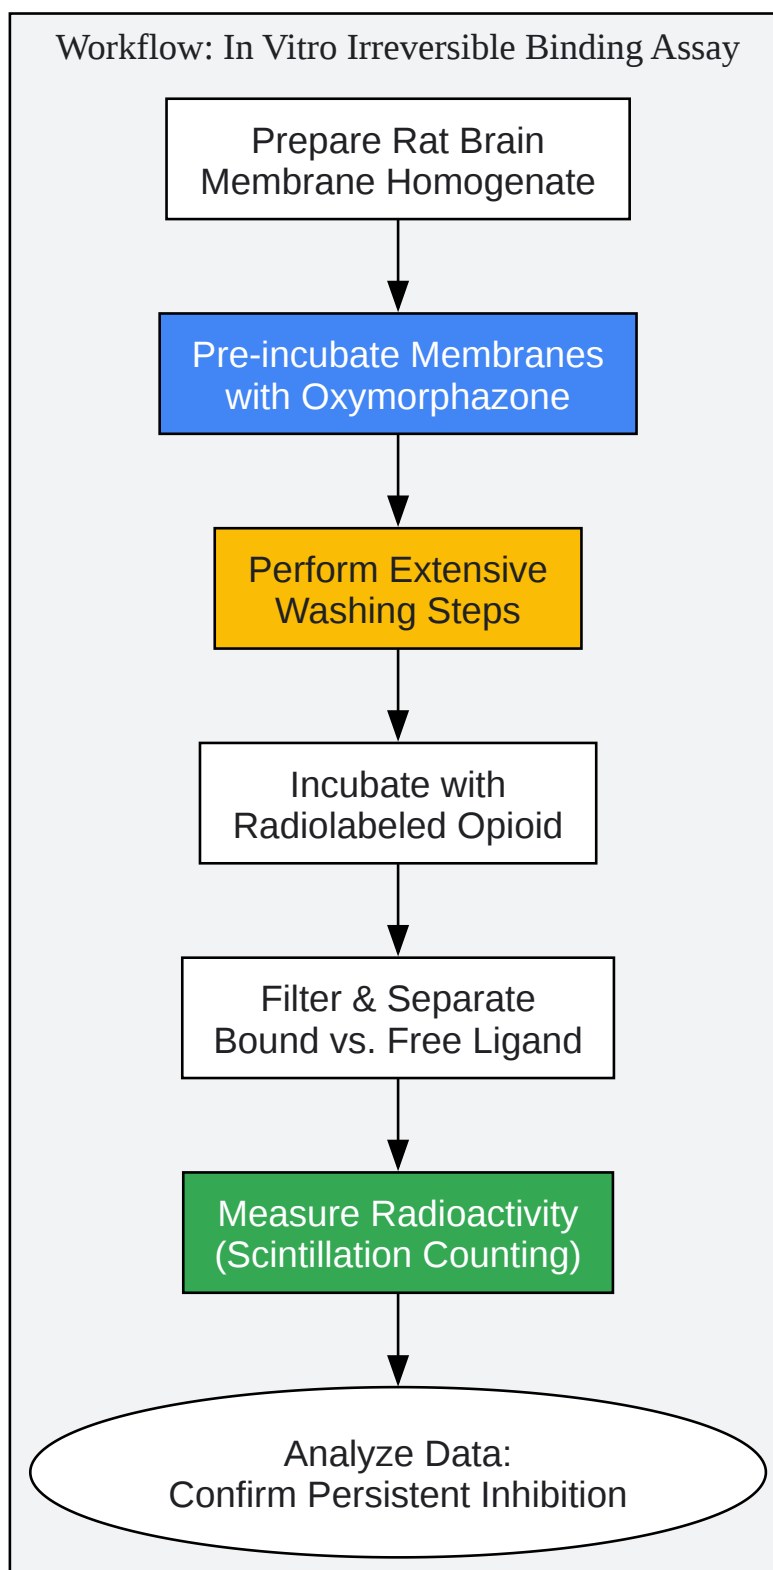 Workflow: In Vitro Irreversible Binding Assay
Prepare Rat Brain
Membrane Homogenate
Pre-incubate Membranes
with Oxymorphazone
Perform Extensive
Washing Steps
Incubate with
Radiolabeled Opioid
Filter & Separate
Bound vs. Free Ligand
Measure Radioactivity
(Scintillation Counting)
Analyze Data:
Confirm Persistent Inhibition